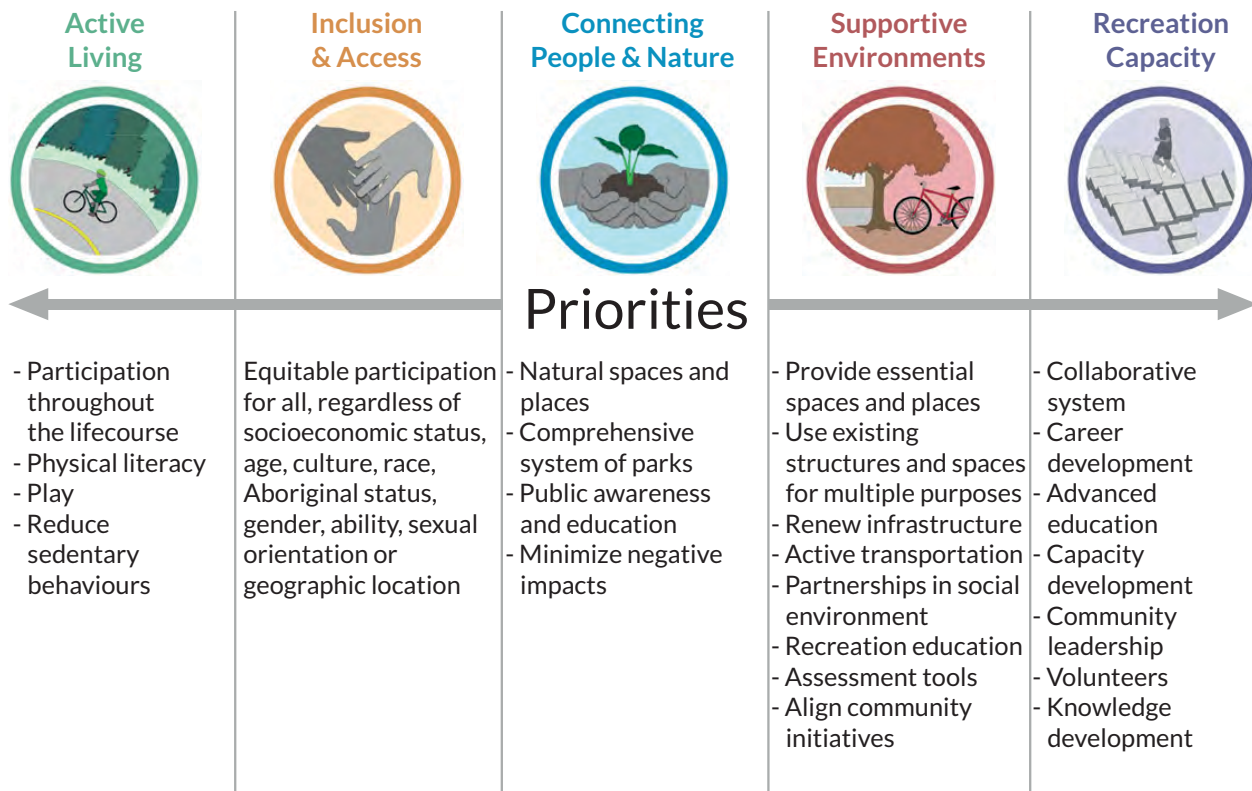 Active
Living
Inclusion
& Access
Connecting
People & Nature
Supportive
Environments
Recreation
Capacity
Priorities
- Participation
throughout
the lifecourse
- Physical literacy
- Play
- Reduce
sedentary
behaviours
Equitable participation
for all, regardless of
socioeconomic status,
age, culture, race,
Aboriginal status,
gender, ability, sexual
orientation or
geographic location
- Natural spaces and
places
- Comprehensive
system of parks
- Public awareness
and education
- Minimize negative
impacts
- Provide essential
spaces and places
- Use existing
structures and spaces
for multiple purposes
- Renew infrastructure
- Active transportation
- Partnerships in social
environment
- Recreation education
- Assessment tools
- Align community
initiatives
- Collaborative
system
- Career
development
- Advanced
education
- Capacity
development
- Community
leadership
- Volunteers
- Knowledge
development